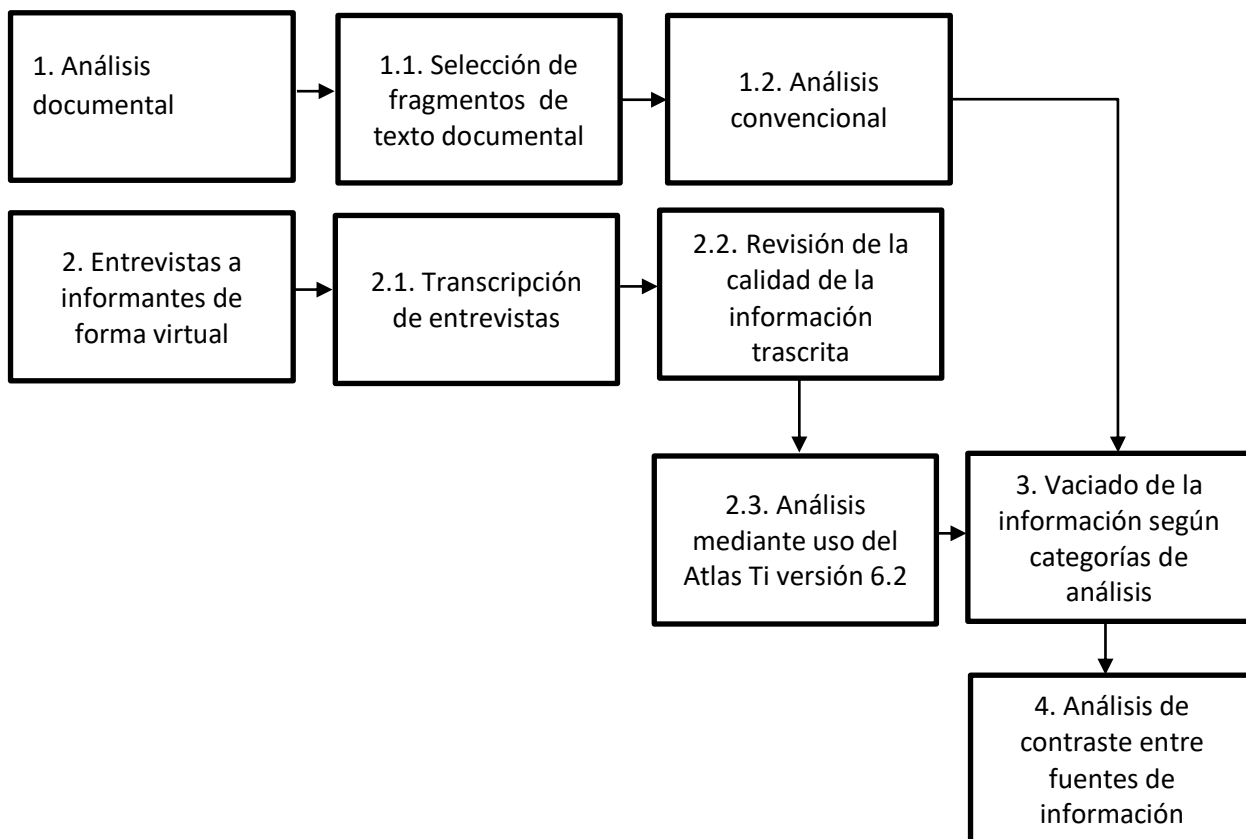 1. Análisis
documental
1.1. Selección de
fragmentos de
texto documental
1.2. Análisis
convencional
2. Entrevistas a
informantes de
forma virtual
2.1. Transcripción
de entrevistas
2.2. Revisión de la
calidad de la
información
trascrita
2.3. Análisis
mediante uso del
Atlas Ti versión 6.2
3. Vaciado de la
información según
categorías de
análisis
4. Análisis de
contraste entre
fuentes de
información